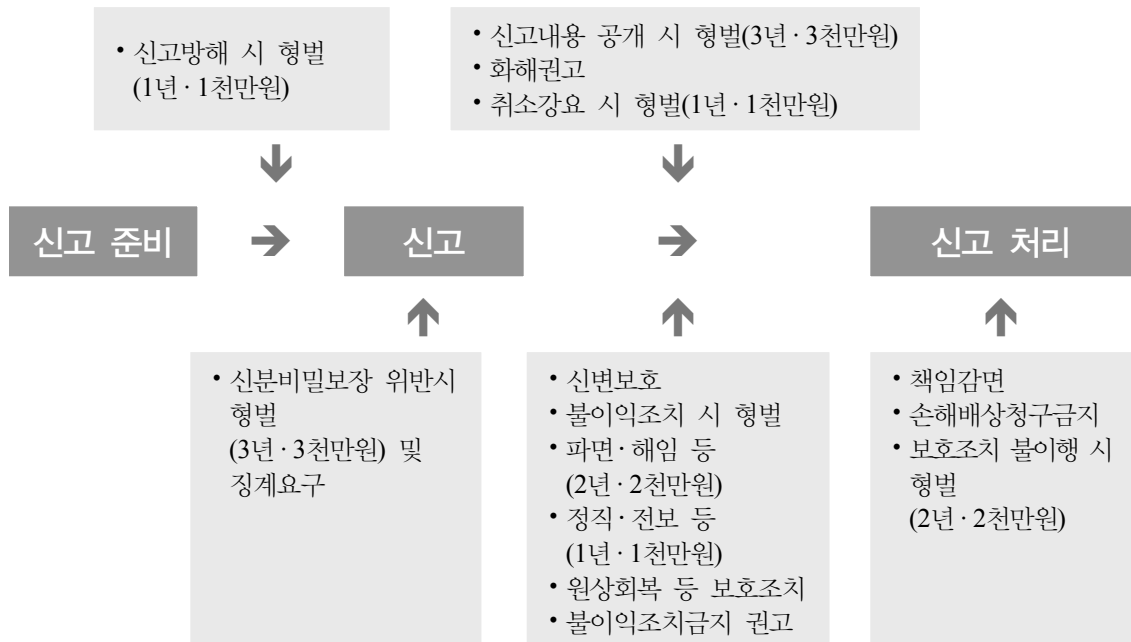 • 신고방해 시 형벌
(1년·1천만원)
• 신고내용 공개 시 형벌(3년·3천만원)
• 화해권고
• 취소강요 시 형벌(1년·1천만원)
신고 준비
신고
신고 처리
• 신분비밀보장 위반시
형벌
(3년·3천만원) 및
징계요구
• 신변보호
• 불이익조치 시 형벌
• 파면·해임 등
(2년·2천만원)
• 정직·전보 등
(1년·1천만원)
• 원상회복 등 보호조치
• 불이익조치금지 권고
• 책임감면
• 손해배상청구금지
• 보호조치 불이행 시
형벌
(2년·2천만원)